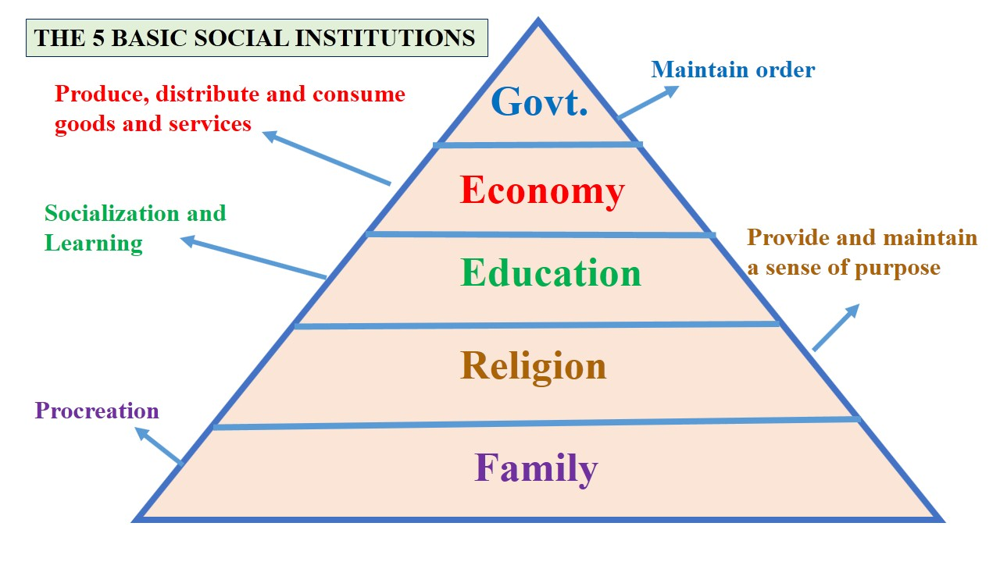 THE 5 BASIC SOCIAL INSTITUTIONS
Maintain order
Produce, distribute and consume
goods and services
Govt.
Economy
Socialization and
Learning
Provide and maintain
a sense of purpose
Education
Religion
Procreation
Family